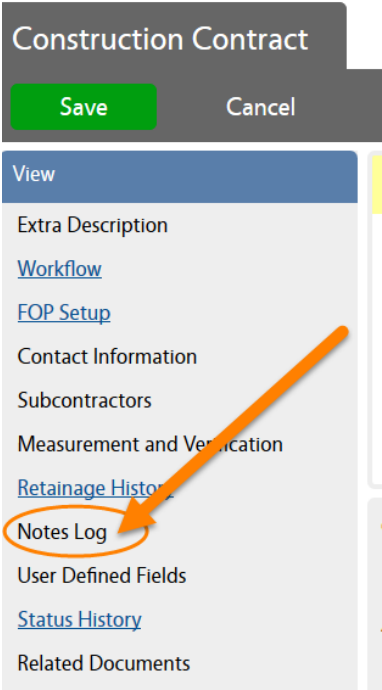 Construction Contract
Save Cancel
View
Extra Description
Workflow
FOP Setup
Contact Information
Subcontractors
Measurement and Verification
Retainage History
Notes Log
User Defined Fields
Status History
Related Documents